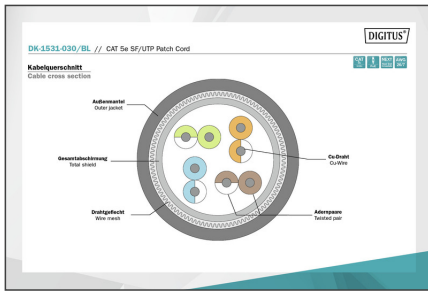 DIGITUS®
DK-1531-030/BL // CAT 5e SF/UTP Patch Cord
Kabelquerschnitt
Cable cross section
Außenmantel
Outer jacket
Gesamtabschirmung
Total shield
Cu-Draht
Cu-Wire
Drahtgeflecht
Wire mesh
Adernpaare
Twisted pair